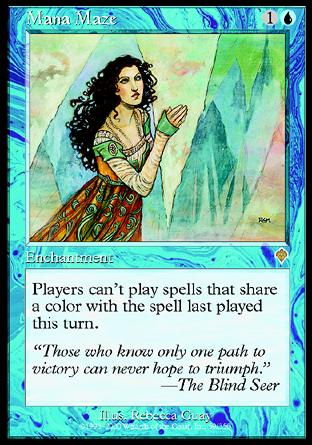 Mana Maze 1
Enchantment
Players can't play spells that share
a color with the spell last played
this turn.
"Those who know only one path to
victory can never hope to triumph."
—The Blind Seer
Illus. Rebecca Guay